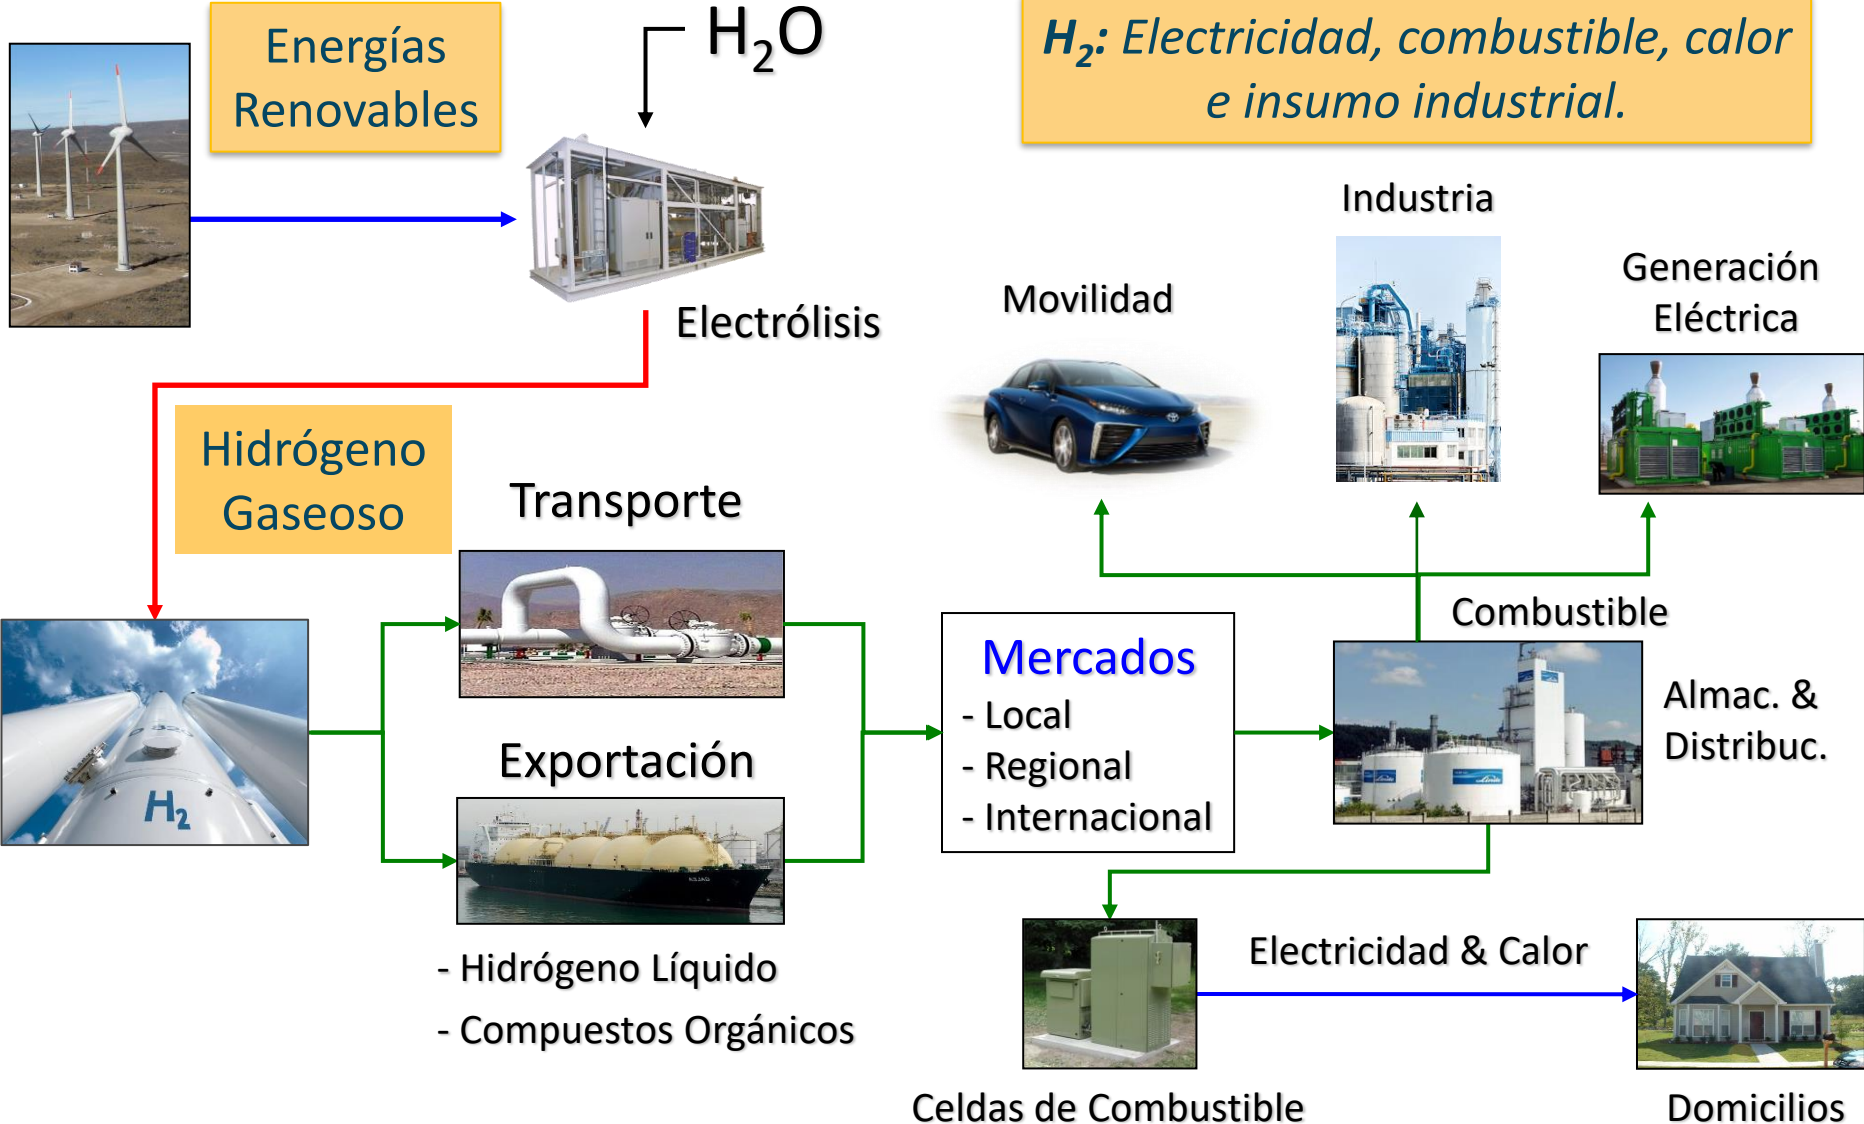 Energías
Renovables
H₂O
H₂: Electricidad, combustible, calor
e insumo industrial.
Electrólisis
Industria
Movilidad
Generación
Eléctrica
Hidrógeno
Gaseoso
Transporte
Combustible
Mercados
- Local
- Regional
- Internacional
Almac. &
Distribuc.
H₂
Exportación
- Hidrógeno Líquido
- Compuestos Orgánicos
Electricidad & Calor
Celdas de Combustible
Domicilios